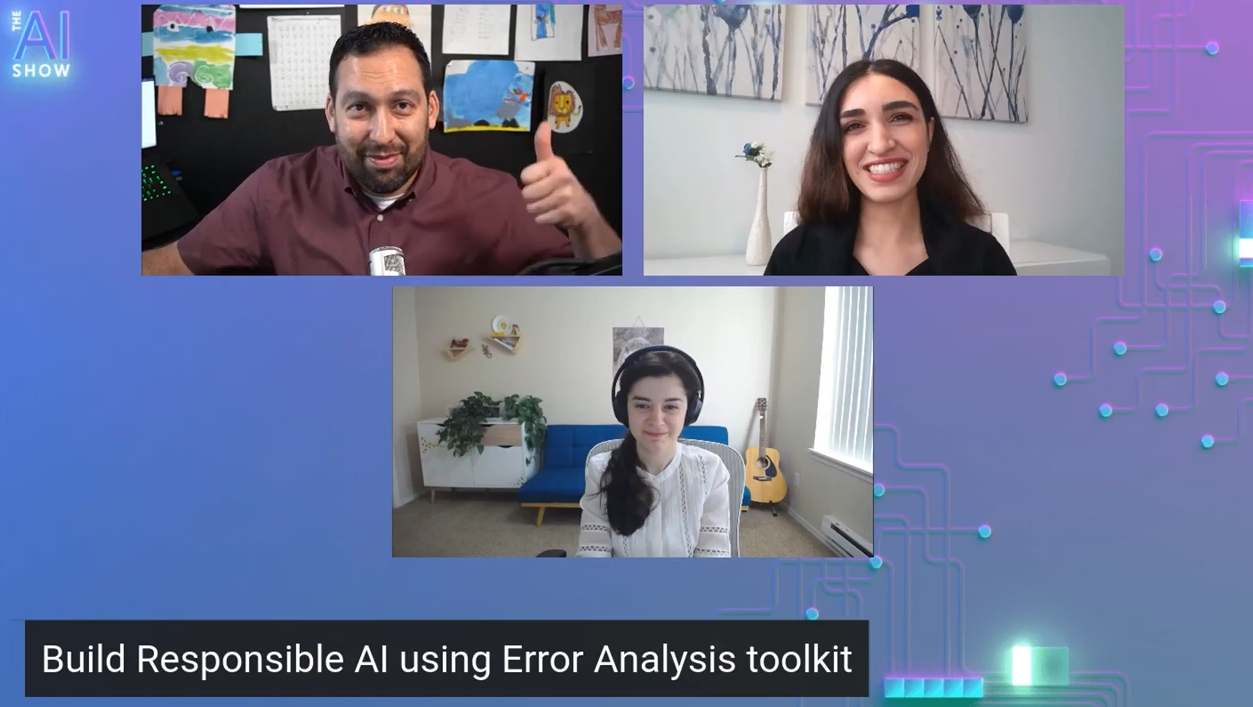 THE
AI
SHOW
Build Responsible AI using Error Analysis toolkit